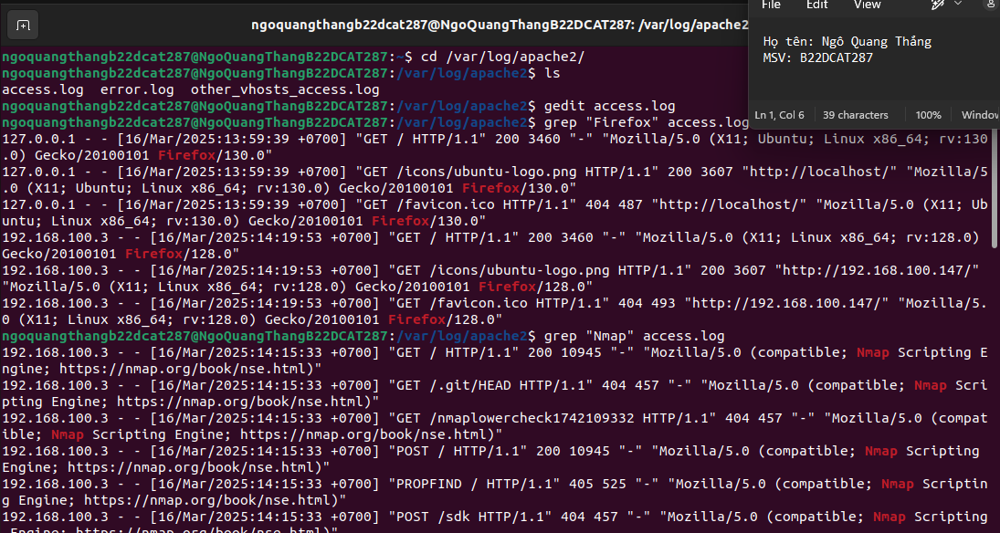 ngoquangthangb22dcat287@NgoQuangThangB22DCAT287: /var/log/apache2
File Edit View
Họ tên: Ngô Quang Thắng
MSV: B22DCAT287
Ln 1, Col 6 39 characters 100% Window
ngoquangthangb22dcat287@NgoQuangThangB22DCAT287:~$ cd /var/log/apache2/
ngoquangthangb22dcat287@NgoQuangThangB22DCAT287:/var/log/apache2$ ls
access.log error.log other_vhosts_access.log
ngoquangthangb22dcat287@NgoQuangThangB22DCAT287:/var/log/apache2$ gedit access.log
ngoquangthangb22dcat287@NgoQuangThangB22DCAT287:/var/log/apache2$ grep "Firefox" access.log
127.0.0.1 - - [16/Mar/2025:13:59:39 +0700] "GET / HTTP/1.1" 200 3460 "-" "Mozilla/5.0 (X11; Ubuntu; Linux x86_64; rv:130
.0) Gecko/20100101 Firefox/130.0"
127.0.0.1 - - [16/Mar/2025:13:59:39 +0700] "GET /icons/ubuntu-logo.png HTTP/1.1" 200 3607 "http://localhost/" "Mozilla/5
.0 (X11; Ubuntu; Linux x86_64; rv:130.0) Gecko/20100101 Firefox/130.0"
127.0.0.1 - - [16/Mar/2025:13:59:39 +0700] "GET /favicon.ico HTTP/1.1" 404 487 "http://localhost/" "Mozilla/5.0 (X11; Ub
untu; Linux x86_64; rv:130.0) Gecko/20100101 Firefox/130.0"
192.168.100.3 - - [16/Mar/2025:14:19:53 +0700] "GET / HTTP/1.1" 200 3460 "-" "Mozilla/5.0 (X11; Linux x86_64; rv:128.0)
Gecko/20100101 Firefox/128.0"
192.168.100.3 - - [16/Mar/2025:14:19:53 +0700] "GET /icons/ubuntu-logo.png HTTP/1.1" 200 3607 "http://192.168.100.147/"
"Mozilla/5.0 (X11; Linux x86_64; rv:128.0) Gecko/20100101 Firefox/128.0"
192.168.100.3 - - [16/Mar/2025:14:19:53 +0700] "GET /favicon.ico HTTP/1.1" 404 493 "http://192.168.100.147/" "Mozilla/5.
0 (X11; Linux x86_64; rv:128.0) Gecko/20100101 Firefox/128.0"
ngoquangthangb22dcat287@NgoQuangThangB22DCAT287:/var/log/apache2$ grep "Nmap" access.log
192.168.100.3 - - [16/Mar/2025:14:15:33 +0700] "GET / HTTP/1.1" 200 10945 "-" "Mozilla/5.0 (compatible; Nmap Scripting E
ngine; https://nmap.org/book/nse.html)"
192.168.100.3 - - [16/Mar/2025:14:15:33 +0700] "GET /.git/HEAD HTTP/1.1" 404 457 "-" "Mozilla/5.0 (compatible; Nmap Scri
pting Engine; https://nmap.org/book/nse.html)"
192.168.100.3 - - [16/Mar/2025:14:15:33 +0700] "GET /nmaplowercheck1742109332 HTTP/1.1" 404 457 "-" "Mozilla/5.0 (compat
ible; Nmap Scripting Engine; https://nmap.org/book/nse.html)"
192.168.100.3 - - [16/Mar/2025:14:15:33 +0700] "POST / HTTP/1.1" 200 10945 "-" "Mozilla/5.0 (compatible; Nmap Scripting
Engine; https://nmap.org/book/nse.html)"
192.168.100.3 - - [16/Mar/2025:14:15:33 +0700] "PROPFIND / HTTP/1.1" 405 525 "-" "Mozilla/5.0 (compatible; Nmap Scriptin
g Engine; https://nmap.org/book/nse.html)"
192.168.100.3 - - [16/Mar/2025:14:15:33 +0700] "POST /sdk HTTP/1.1" 404 457 "-" "Mozilla/5.0 (compatible; Nmap Scripting
Engine; https://nmap.org/book/nse.html)"